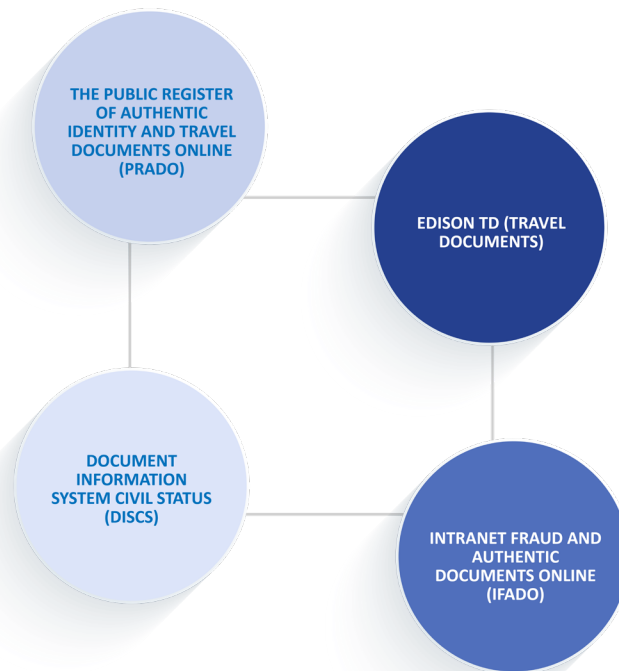 THE PUBLIC REGISTER
OF AUTHENTIC
IDENTITY AND TRAVEL
DOCUMENTS ONLINE
(PRADO)
EDISON TD (TRAVEL
DOCUMENTS)
DOCUMENT
INFORMATION
SYSTEM CIVIL STATUS
(DISCS)
INTRANET FRAUD AND
AUTHENTIC
DOCUMENTS ONLINE
(IFADO)